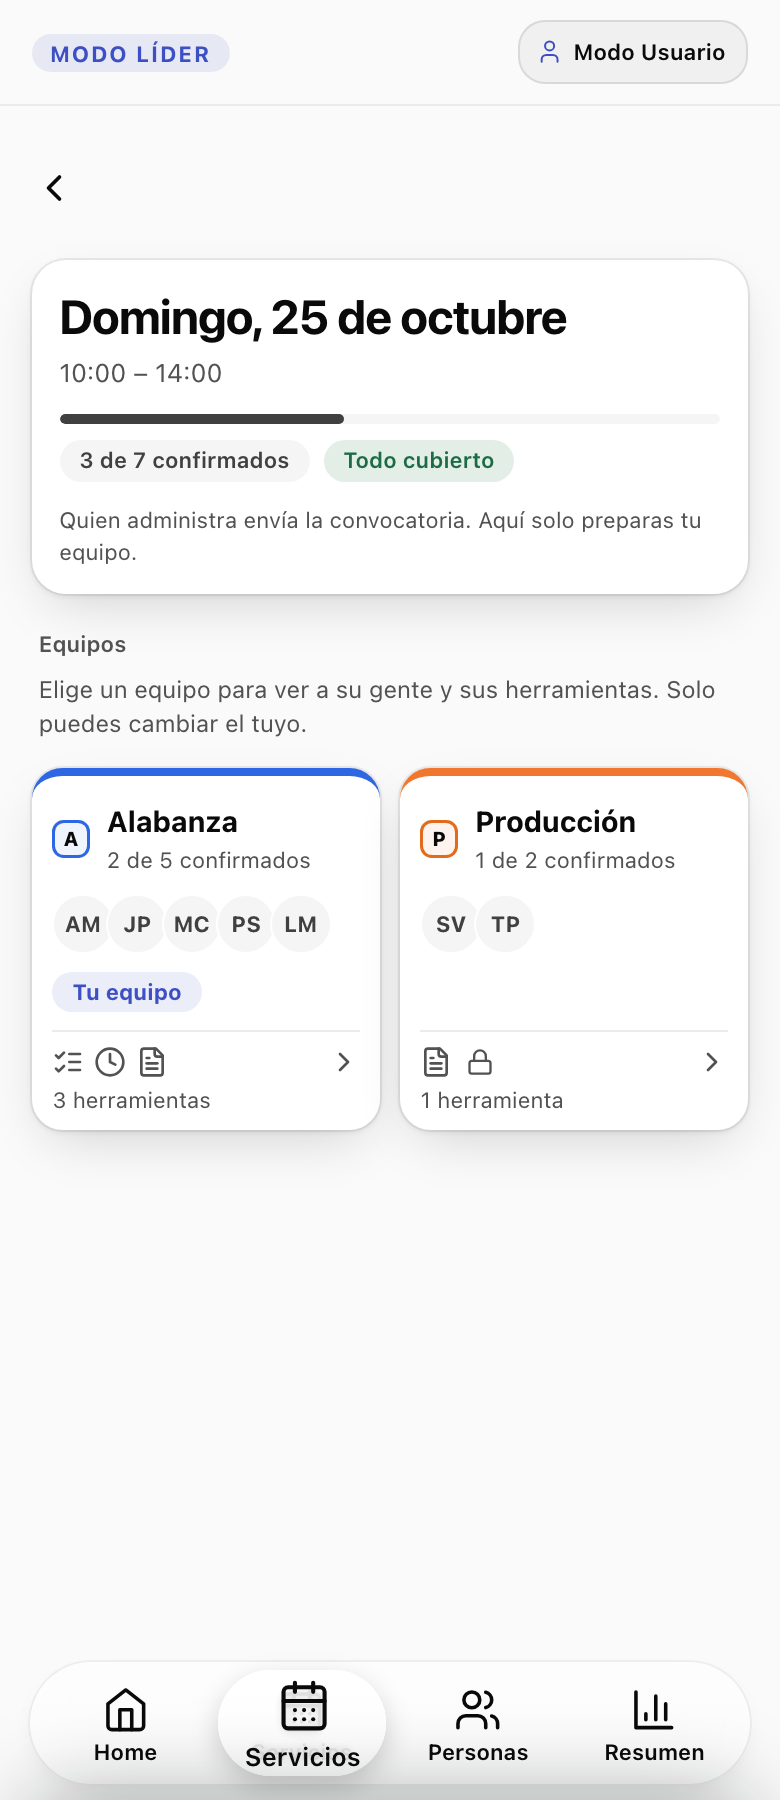 MODO LÍDER
Modo Usuario
Domingo, 25 de octubre
10:00 – 14:00
3 de 7 confirmados
Todo cubierto
Quien administra envía la convocatoria. Aquí solo preparas tu
equipo.
Equipos
Elige un equipo para ver a su gente y sus herramientas. Solo
puedes cambiar el tuyo.
A
Alabanza
2 de 5 confirmados
AM JP MC PS LM
Tu equipo
3 herramientas
P
Producción
1 de 2 confirmados
SV TP
1 herramienta
Home
Servicios
Personas
Resumen